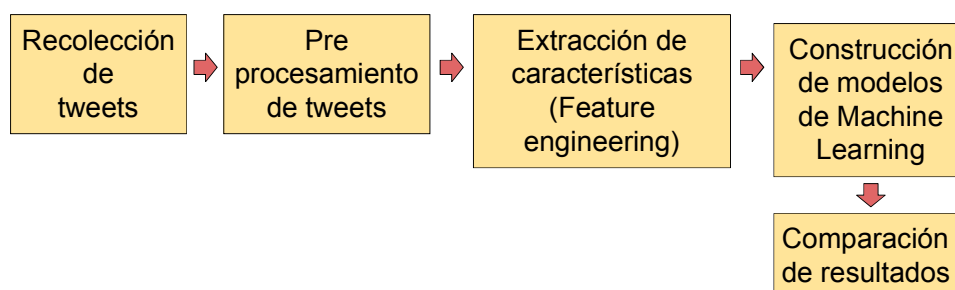 Recolección
de
tweets
Pre
procesamiento
de tweets
Extracción de
características
(Feature
engineering)
Construcción
de modelos
de Machine
Learning
Comparación
de resultados